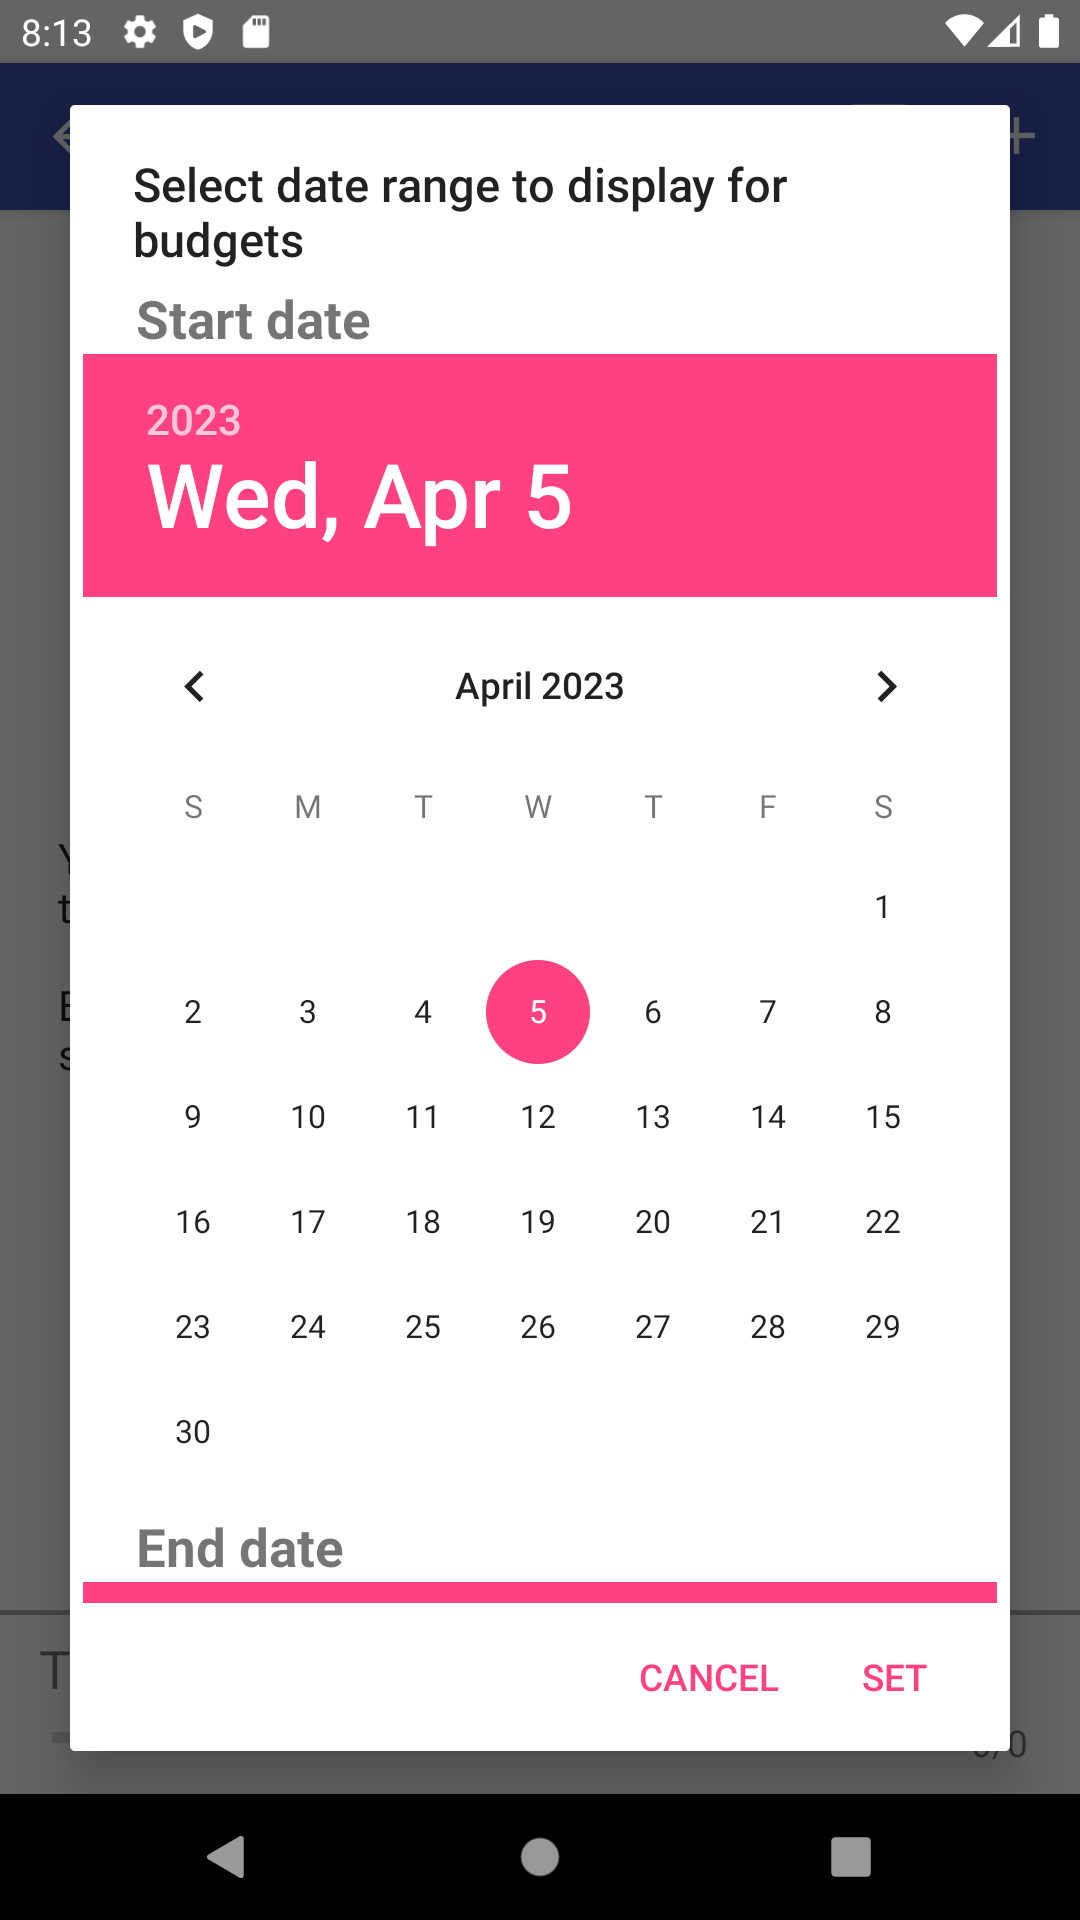 8:13
Select date range to display for
budgets
Start date
2023
Wed, Apr 5
April 2023
S M T W T F S
1
2 3 4 5 6 7 8
9 10 11 12 13 14 15
16 17 18 19 20 21 22
23 24 25 26 27 28 29
30
End date
CANCEL SET